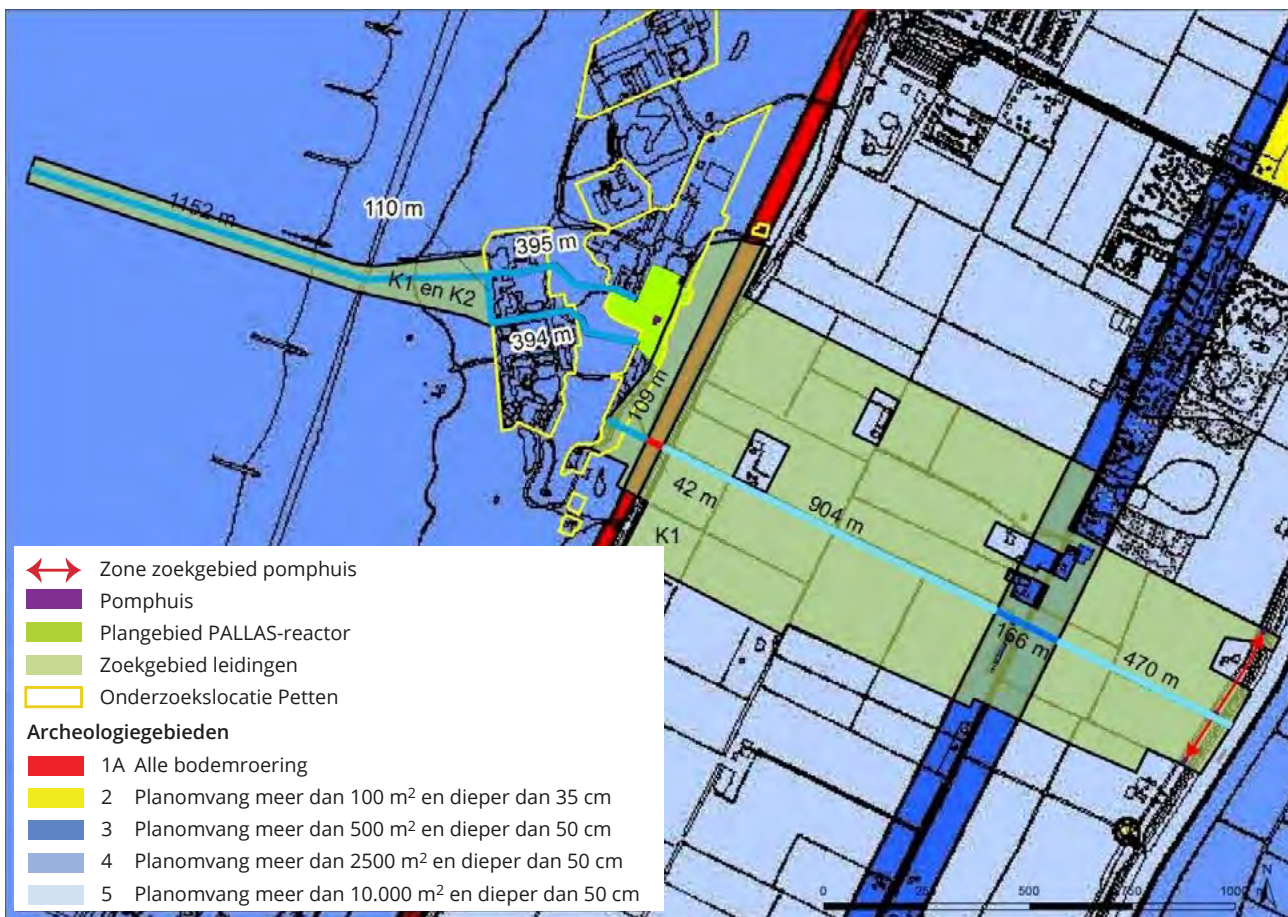 1152 m
110 m
395 m
K1 en K2
394 m
109 m
42 m
904 m
K1
166 m
470 m
Zone zoekgebied pomphuis
Pomphuis
Plangebied PALLAS-reactor
Zoekgebied leidingen
Onderzoekslocatie Petten
Archeologiegebieden
1A Alle bodemroering
2 Planomvang meer dan 100 m² en dieper dan 35 cm
3 Planomvang meer dan 500 m² en dieper dan 50 cm
4 Planomvang meer dan 2500 m² en dieper dan 50 cm
5 Planomvang meer dan 10.000 m² en dieper dan 50 cm
0 250 500 750 1000 m
N